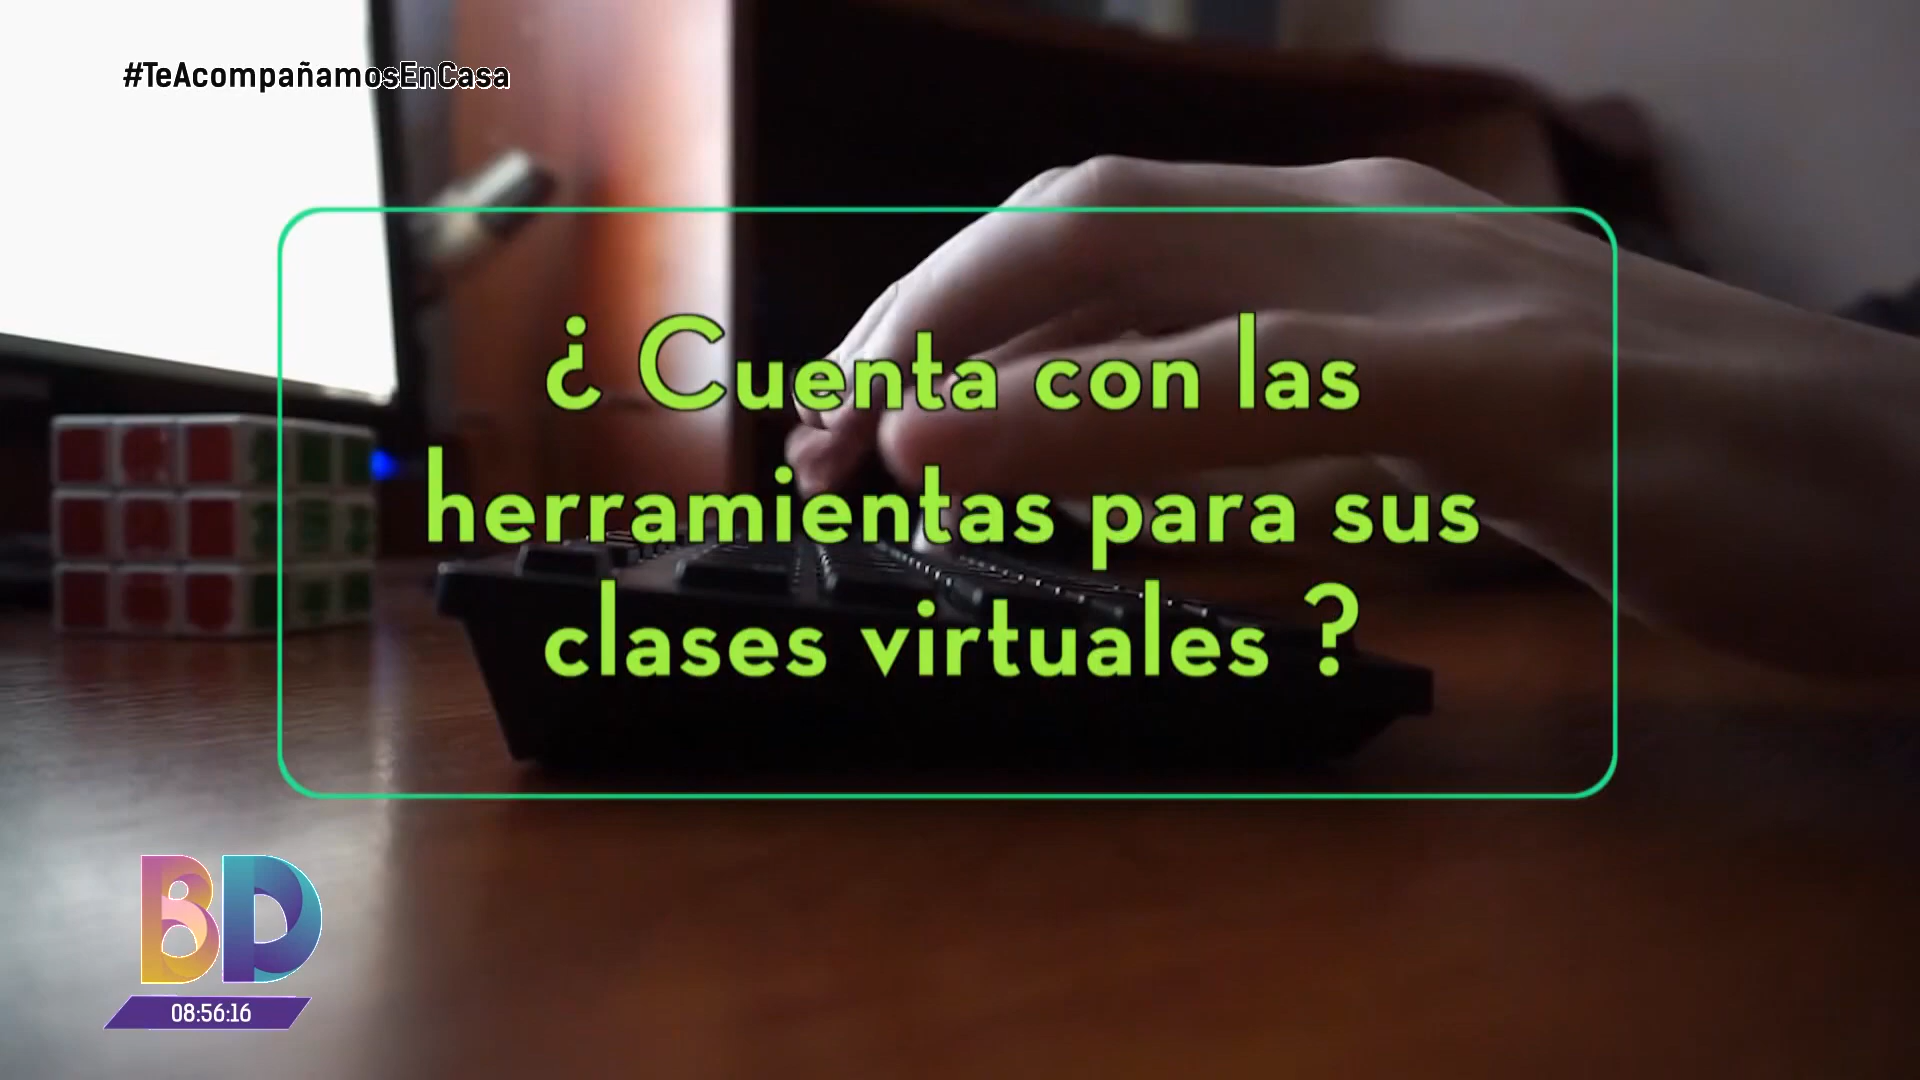 #TeAcompañamosEnCasa
¿ Cuenta con las
herramientas para sus
clases virtuales ?
BD
08:56:16